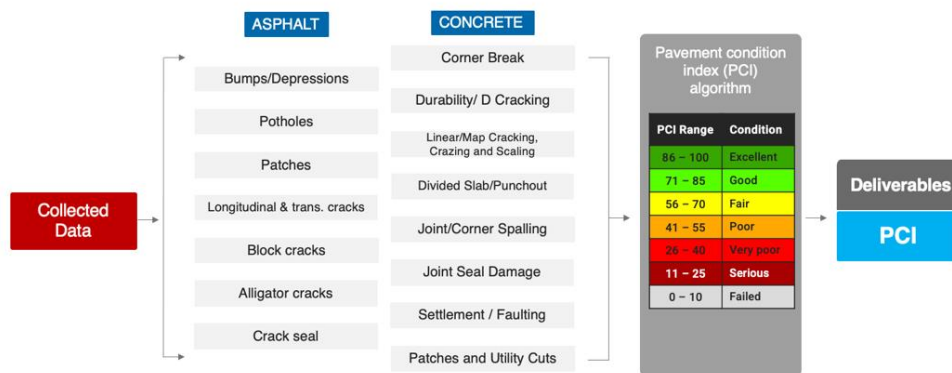 Collected
Data
ASPHALT
Bumps/Depressions
Potholes
Patches
Longitudinal & trans. cracks
Block cracks
Alligator cracks
Crack seal
CONCRETE
Corner Break
Durability/ D Cracking
Linear/Map Cracking,
Crazing and Scaling
Divided Slab/Punchout
Joint/Corner Spalling
Joint Seal Damage
Settlement / Faulting
Patches and Utility Cuts
Pavement condition
index (PCI)
algorithm
PCI Range Condition
86 – 100 Excellent
71 – 85 Good
56 – 70 Fair
41 – 55 Poor
26 – 40 Very poor
11 – 25 Serious
0 – 10 Failed
Deliverables
PCI